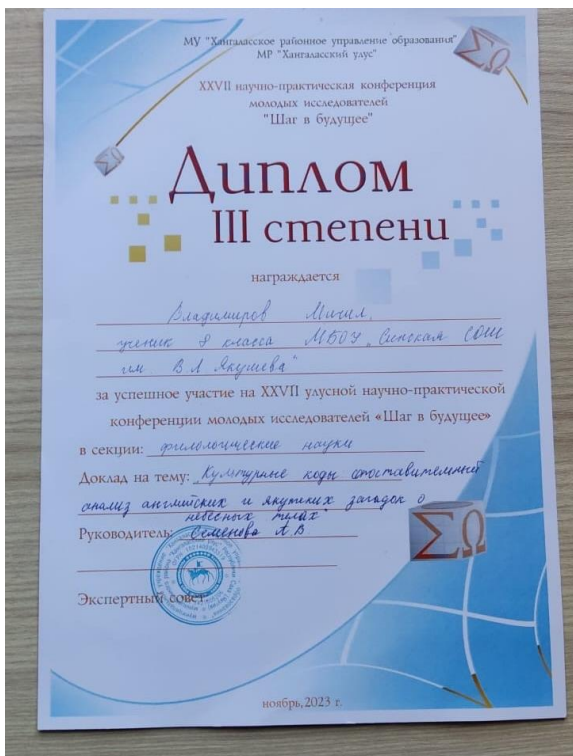 МУ "Хангаласское районное управление образования"
МР "Хангаласский улус"
XXVII научно-практическая конференция
молодых исследователей
"Шаг в будущее"
ΣΩ
Диплом
III степени
награждается
Владимиров Мичил,
ученик 8 класса МБОУ „Синская СОШ
им В.Л Якушева"
за успешное участие на XXVII улусной научно-практической
конференции молодых исследователей «Шаг в будущее»
в секции: филологические науки
Доклад на тему: „Культурные коды сопоставительный
анализ английских и якутских загадок о
небесных телах"
Руководитель: Семенова А.В
ΣΩ
Экспертный совет:
ноябрь, 2023 г.